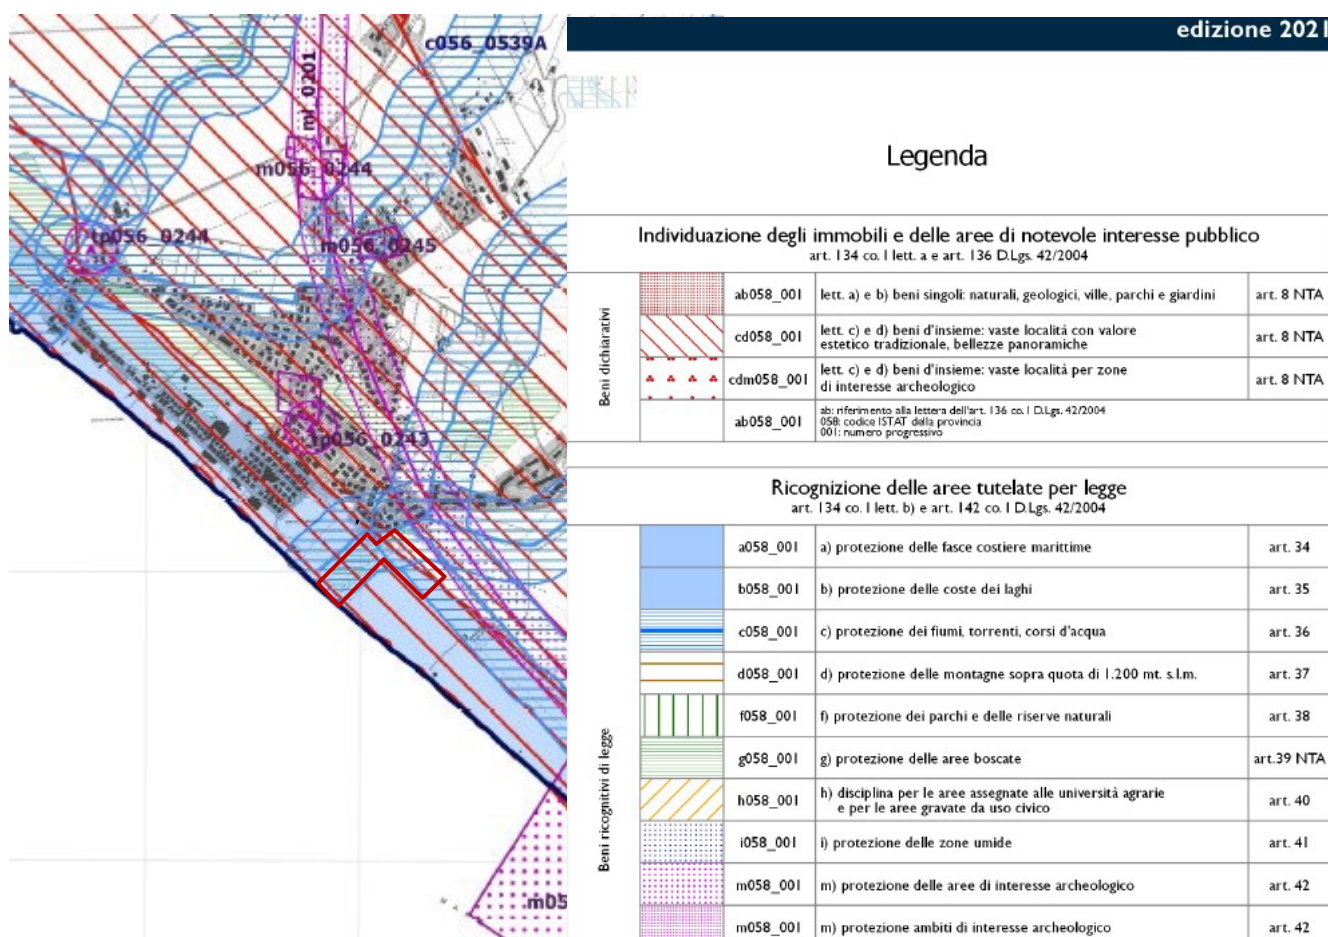 c056_0539A
ml_0201
m056_0244
tp056_0244
m056_0245
tp056_0243
m05
edizione 2021
Legenda
Individuazione degli immobili e delle aree di notevole interesse pubblico
art. 134 co. 1 lett. a e art. 136 D.Lgs. 42/2004
Beni dichiarativi
ab058_001 lett. a) e b) beni singoli: naturali, geologici, ville, parchi e giardini art. 8 NTA
cd058_001 lett. c) e d) beni d'insieme: vaste località con valore
estetico tradizionale, bellezze panoramiche art. 8 NTA
cdm058_001 lett. c) e d) beni d'insieme: vaste località per zone
di interesse archeologico art. 8 NTA
ab058_001 ab: riferimento alla lettera dell'art. 136 co. 1 D.Lgs. 42/2004
058: codice ISTAT della provincia
001: numero progressivo
Ricognizione delle aree tutelate per legge
art. 134 co. 1 lett. b) e art. 142 co. 1 D.Lgs. 42/2004
Beni ricognitivi di legge
a058_001 a) protezione delle fasce costiere marittime art. 34
b058_001 b) protezione delle coste dei laghi art. 35
c058_001 c) protezione dei fiumi, torrenti, corsi d'acqua art. 36
d058_001 d) protezione delle montagne sopra quota di 1.200 mt. s.l.m. art. 37
f058_001 f) protezione dei parchi e delle riserve naturali art. 38
g058_001 g) protezione delle aree boscate art.39 NTA
h058_001 h) disciplina per le aree assegnate alle università agrarie
e per le aree gravate da uso civico art. 40
i058_001 i) protezione delle zone umide art. 41
m058_001 m) protezione delle aree di interesse archeologico art. 42
m058_001 m) protezione ambiti di interesse archeologico art. 42